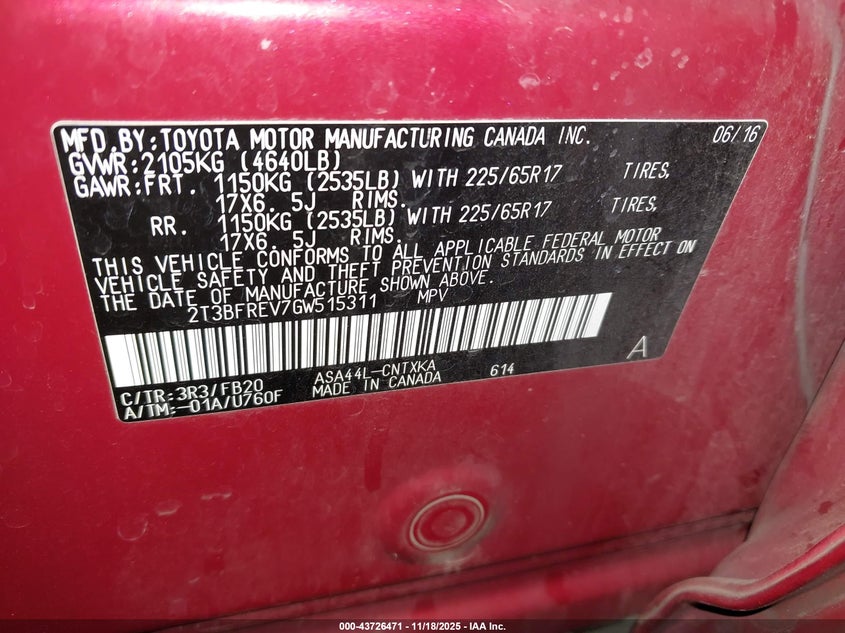 MFD.BY:TOYOTA MOTOR MANUFACTURING CANADA INC. 06/16
GVWR:2105KG (4640LB)
GAWR:FRT. 1150KG (2535LB) WITH 225/65R17 TIRES,
17X6. 5J RIMS.
RR. 1150KG (2535LB) WITH 225/65R17 TIRES,
17X6. 5J RIMS.
THIS VEHICLE CONFORMS TO ALL APPLICABLE FEDERAL MOTOR
VEHICLE SAFETY AND THEFT PREVENTION STANDARDS IN EFFECT ON
THE DATE OF MANUFACTURE SHOWN ABOVE.
2T3BFREV7GW515311 MPV
A
C/TR:3R3/FB20 ASA44L-CNTXKA 614
A/TM:-01A/U760F MADE IN CANADA
000-43726471 - 11/18/2025 - IAA Inc.